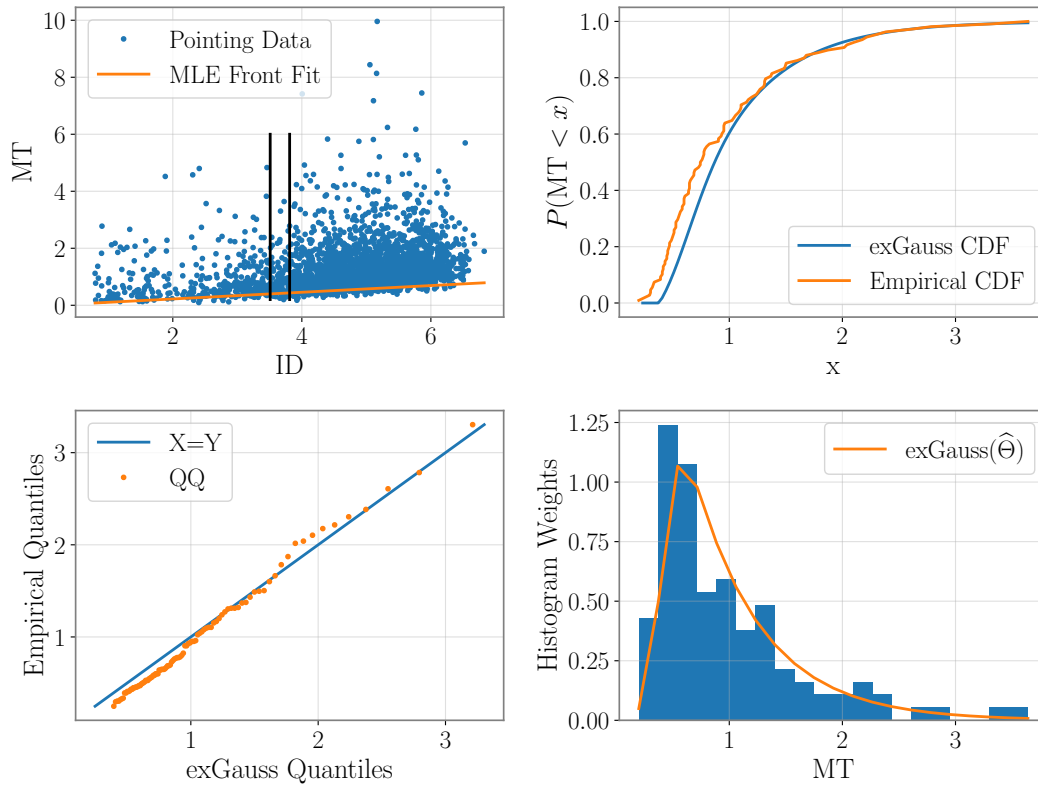 10
8
6
4
2
0
MT
Pointing Data
MLE Front Fit
2
4
6
ID
1.0
0.8
0.6
0.4
0.2
0.0
P(MT < x)
exGauss CDF
Empirical CDF
1
2
3
x
3
2
1
Empirical Quantiles
X=Y
QQ
1
2
3
exGauss Quantiles
1.25
1.00
0.75
0.50
0.25
0.00
Histogram Weights
exGauss(Θ̂)
1
2
3
MT